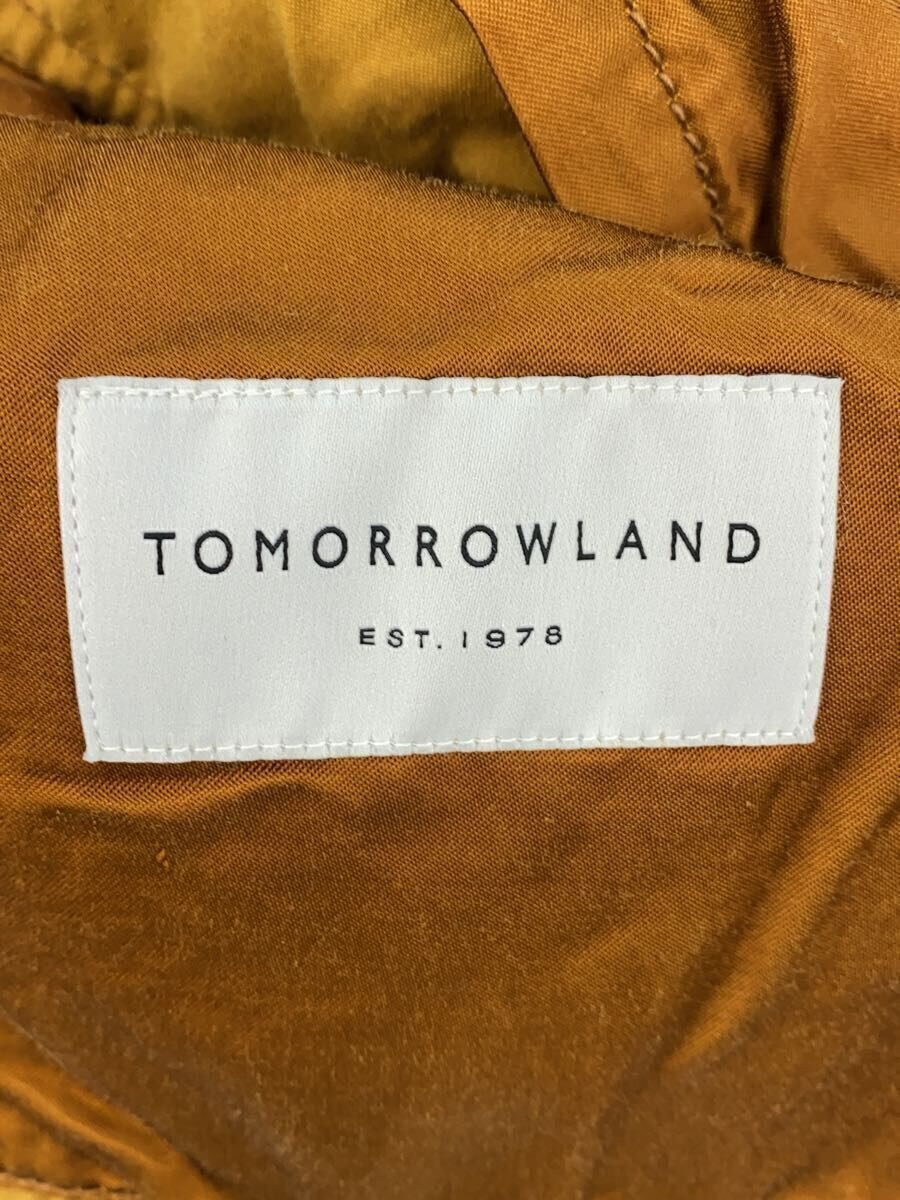 TOMORROWLAND
EST. 1978